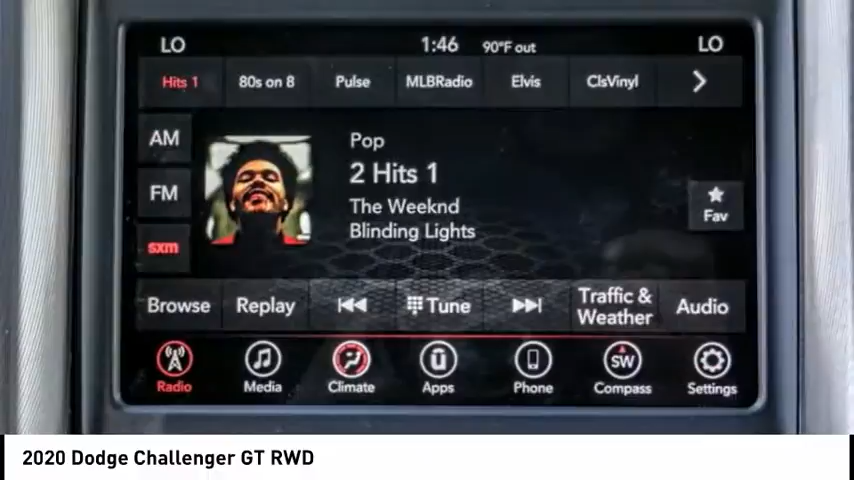 LO 1:46 90°F out LO
Hits 1 80s on 8 Pulse MLBRadio Elvis ClsVinyl
AM
FM
sxm
Pop
2 Hits 1
The Weeknd
Blinding Lights
Fav
Browse Replay Tune Traffic & Weather Audio
SW
Radio Media Climate Apps Phone Compass Settings
2020 Dodge Challenger GT RWD